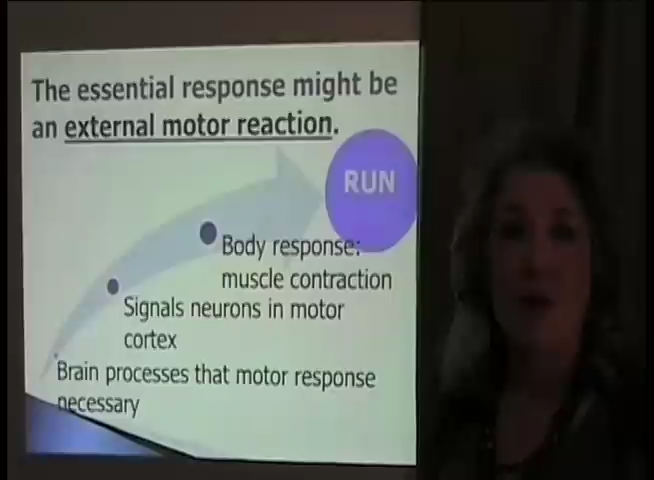 The essential response might be
an external motor reaction.
RUN
Body response:
muscle contraction
Signals neurons in motor
cortex
Brain processes that motor response
necessary